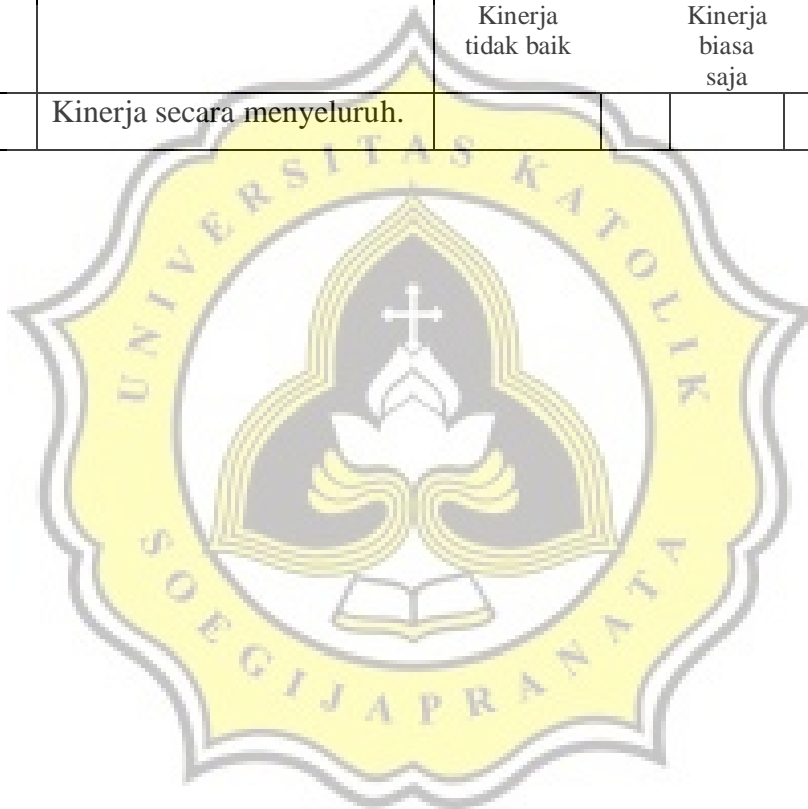 Kinerja
tidak baik
Kinerja
biasa
saja
Kinerja secara menyeluruh.
UNIVERSITAS KATOLIK
SOEGIJAPRANATA